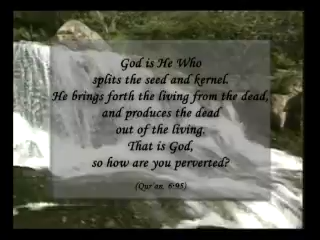 God is He Who
splits the seed and kernel.
He brings forth the living from the dead,
and produces the dead
out of the living.
That is God,
so how are you perverted?
(Qur'an, 6:95)